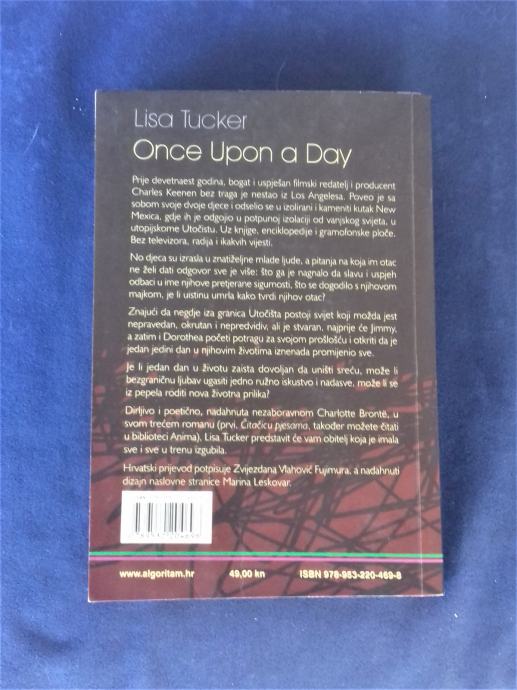 Lisa Tucker
Once Upon a Day
Prije devetnaest godina, bogat i uspješan filmski redatelj i producent
Charles Keenen bez traga je nestao iz Los Angelesa. Poveo je sa
sobom svoje dvoje djece i odselio se u izolirani i kameniti kutak New
Mexica, gdje ih je odgojio u potpunoj izolaciji od vanjskog svijeta, u
utopijskome Utočištu. Uz knjige, enciklopedije i gramofonske ploče.
Bez televizora, radija i ikakvih vijesti.
No djeca su izrasla u znatiželjne mlade ljude, a pitanja na koja im otac
ne želi dati odgovor sve je više: što ga je nagnalo da slavu i uspjeh
odbaci u ime njihove pretjerane sigurnosti, što se dogodilo s njihovom
majkom, je li uistinu umrla kako tvrdi njihov otac?
Znajući da negdje iza granica Utočišta postoji svijet koji možda jest
nepravedan, okrutan i nepredvidiv, ali je stvaran, najprije će Jimmy,
a zatim i Dorothea početi potragu za svojom prošlošću i otkriti da je
jedan jedini dan u njihovim životima iznenada promijenio sve.
Je li jedan dan u životu zaista dovoljan da uništi sreću, može li
bezgraničnu ljubav ugasiti jedno ružno iskustvo i nadasve, može li se
iz pepela roditi nova životna prilika?
Dirljivo i poetično, nadahnuta nezaboravnom Charlotte Brontë, u
svom trećem romanu (prvi, Čitačicu pjesama, također možete čitati
u biblioteci Anima), Lisa Tucker predstavit će vam obitelj koja je imala
sve i sve u trenu izgubila.
Hrvatski prijevod potpisuje Zvijezdana Vlahović Fujimura, a nadahnuti
dizajn naslovne stranice Marina Leskovar.
www.algoritam.hr 49,00 kn ISBN 978-953-220-469-8